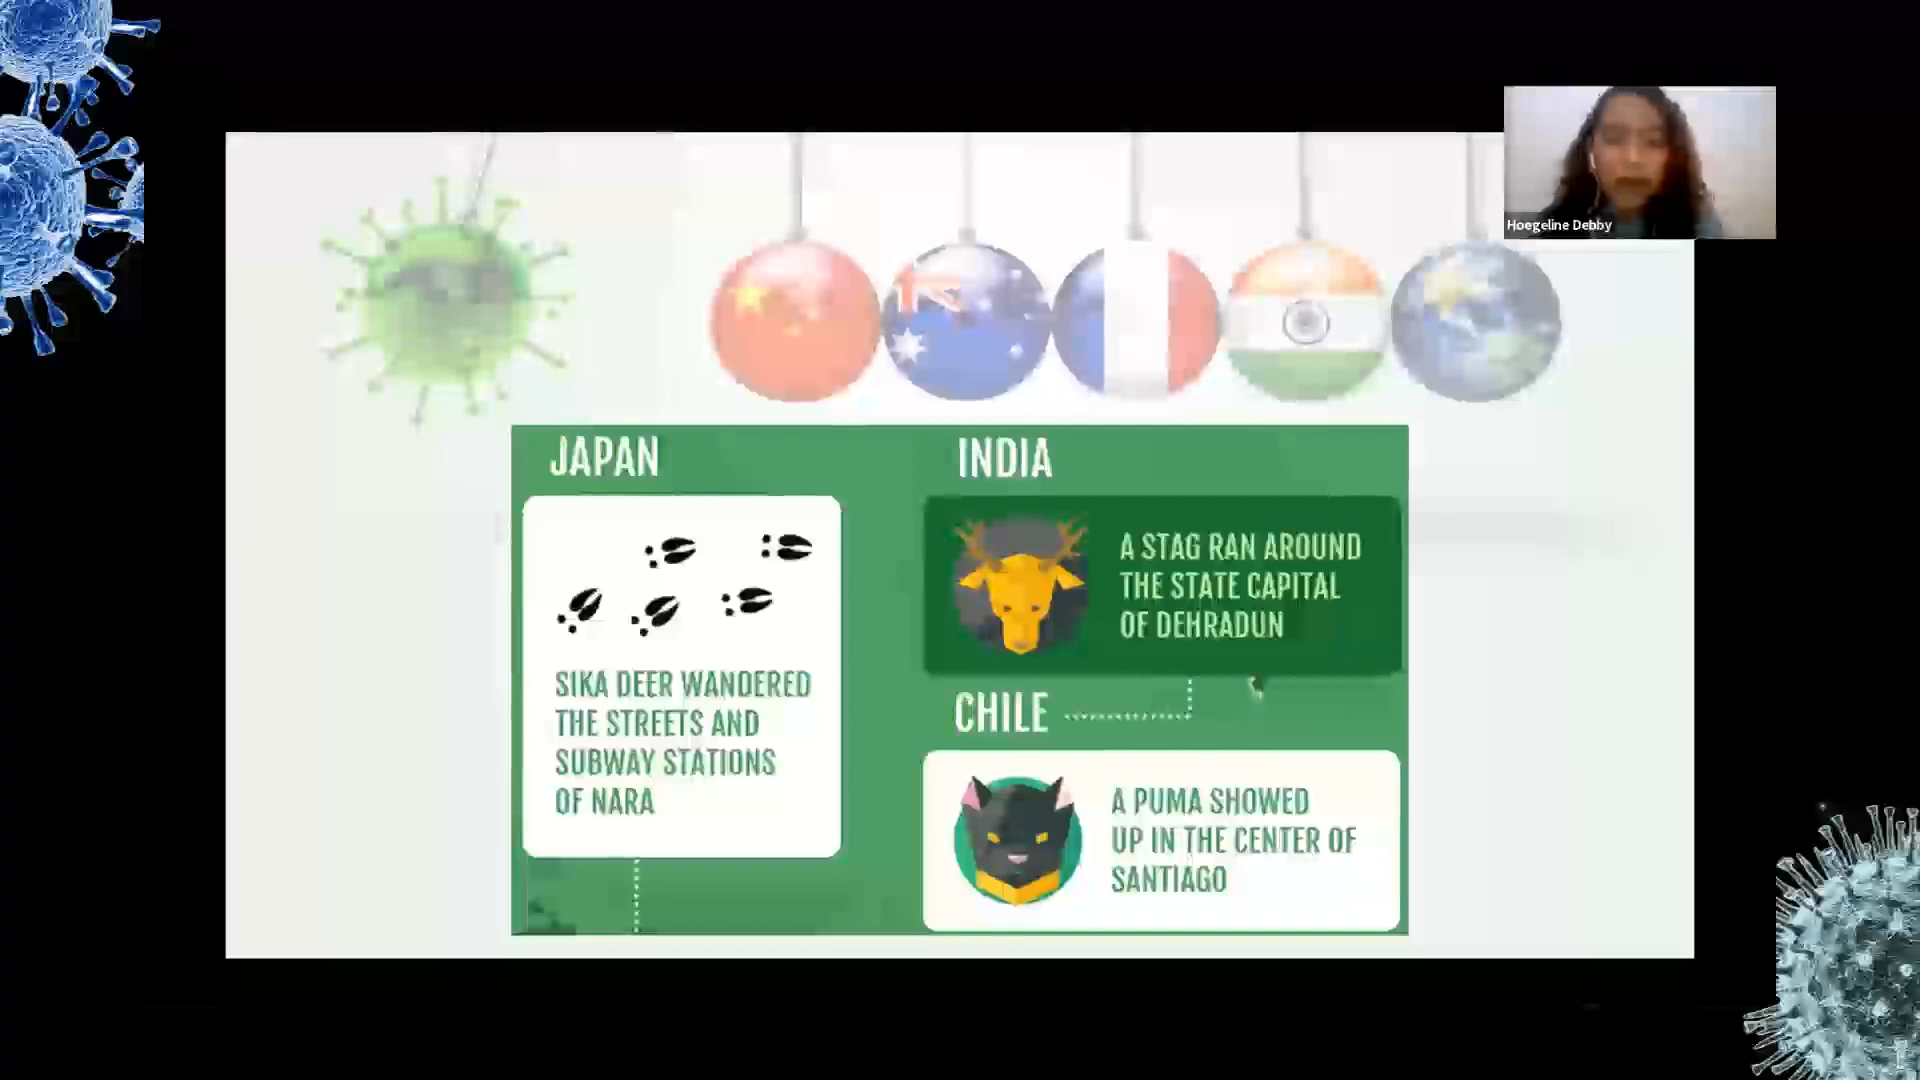 Hoegeline Debby
JAPAN
SIKA DEER WANDERED
THE STREETS AND
SUBWAY STATIONS
OF NARA
INDIA
A STAG RAN AROUND
THE STATE CAPITAL
OF DEHRADUN
CHILE
A PUMA SHOWED
UP IN THE CENTER OF
SANTIAGO